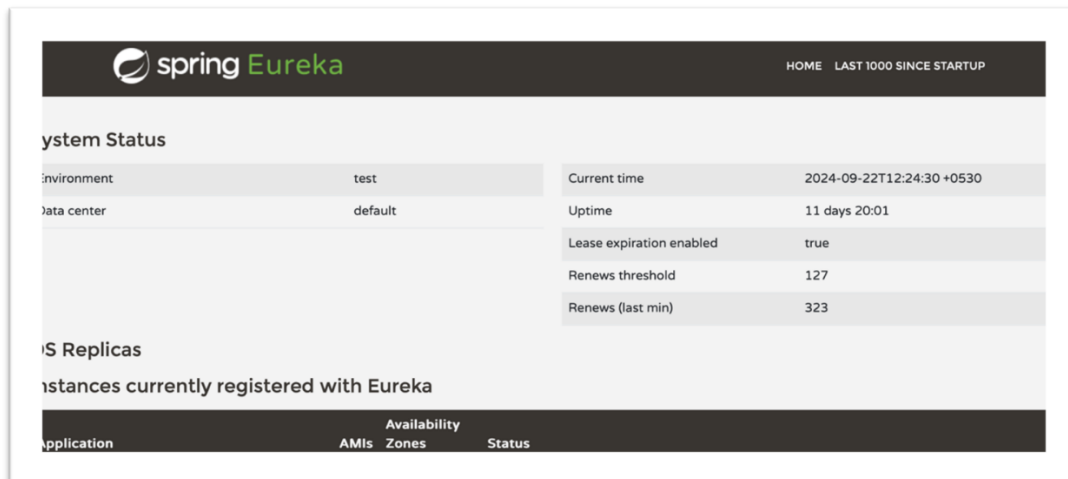 spring Eureka
HOME LAST 1000 SINCE STARTUP
ystem Status
Environment test
Data center default
Current time 2024-09-22T12:24:30 +0530
Uptime 11 days 20:01
Lease expiration enabled true
Renews threshold 127
Renews (last min) 323
S Replicas
nstances currently registered with Eureka
Application AMIs Availability Zones Status